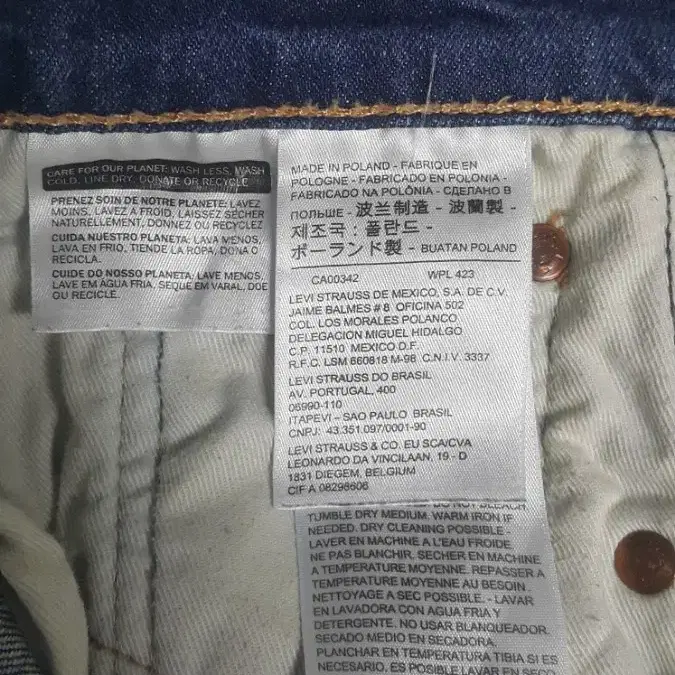 CARE FOR OUR PLANET: WASH LESS, WASH
COLD, LINE DRY, DONATE OR RECYCLE
PRENEZ SOIN DE NOTRE PLANETE: LAVEZ
MOINS, LAVEZ A FROID, LAISSEZ SECHER
NATURELLEMENT, DONNEZ OU RECYCLEZ
CUIDA NUESTRO PLANETA: LAVA MENOS,
LAVA EN FRIO, TIENDE LA ROPA, DONA O
RECICLA.
CUIDE DO NOSSO PLANETA: LAVE MENOS,
LAVE EM ÁGUA FRIA, SEQUE EM VARAL, DOE
OU RECICLE.
MADE IN POLAND - FABRIQUE EN
POLOGNE - FABRICADO EN POLONIA -
FABRICADO NA POLÔNIA - СДЕЛАНО В
ПОЛЬШЕ - 波兰制造 - 波蘭製 -
제조국 : 폴란드 -
ポーランド製 - BUATAN POLAND
CA00342 WPL 423
LEVI STRAUSS DE MEXICO, S.A. DE C.V.
JAIME BALMES # 8 OFICINA 502
COL. LOS MORALES POLANCO
DELEGACION MIGUEL HIDALGO
C.P. 11510 MEXICO D.F.
R.F.C. LSM 660818 M-98 C.N.I.V. 3337
LEVI STRAUSS DO BRASIL
AV. PORTUGAL, 400
06990-110
ITAPEVI - SAO PAULO BRASIL
CNPJ: 43.351.097/0001-90
LEVI STRAUSS & CO. EU SCA/CVA
LEONARDO DA VINCILAAN, 19 - D
1831 DIEGEM, BELGIUM
CIF A 08298606
DO NOT BLEACH
TUMBLE DRY MEDIUM. WARM IRON IF
NEEDED. DRY CLEANING POSSIBLE -
LAVER EN MACHINE A L'EAU FROIDE
NE PAS BLANCHIR, SECHER EN MACHINE
A TEMPERATURE MOYENNE. REPASSER A
TEMPERATURE MOYENNE AU BESOIN.
NETTOYAGE A SEC POSSIBLE. - LAVAR
EN LAVADORA CON AGUA FRIA Y
DETERGENTE. NO USAR BLANQUEADOR.
SECADO MEDIO EN SECADORA.
PLANCHAR EN TEMPERATURA TIBIA SI ES
NECESARIO. ES POSIBLE LAVAR EN SECO